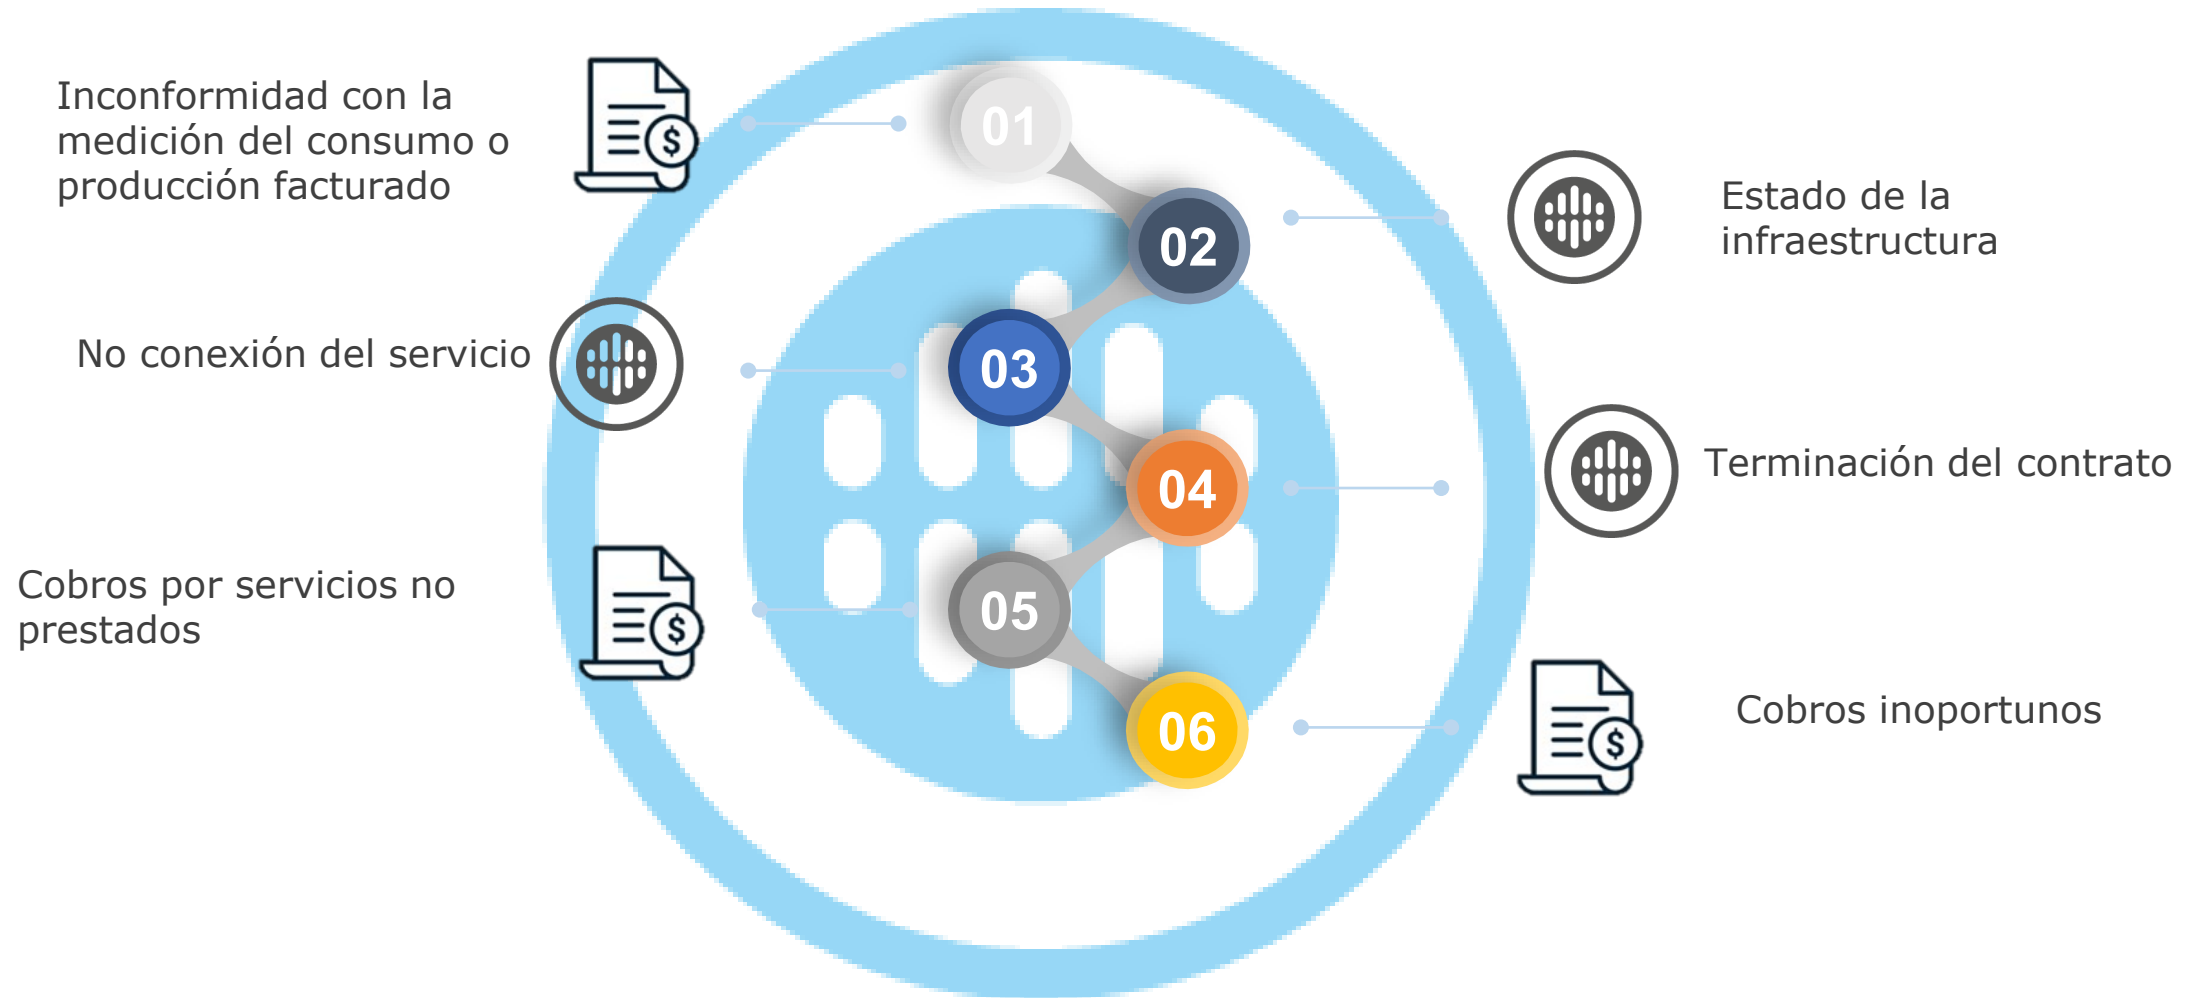 Inconformidad con la
medición del consumo o
producción facturado
01
Estado de la
infraestructura
02
No conexión del servicio
03
Terminación del contrato
04
Cobros por servicios no
prestados
05
Cobros inoportunos
06